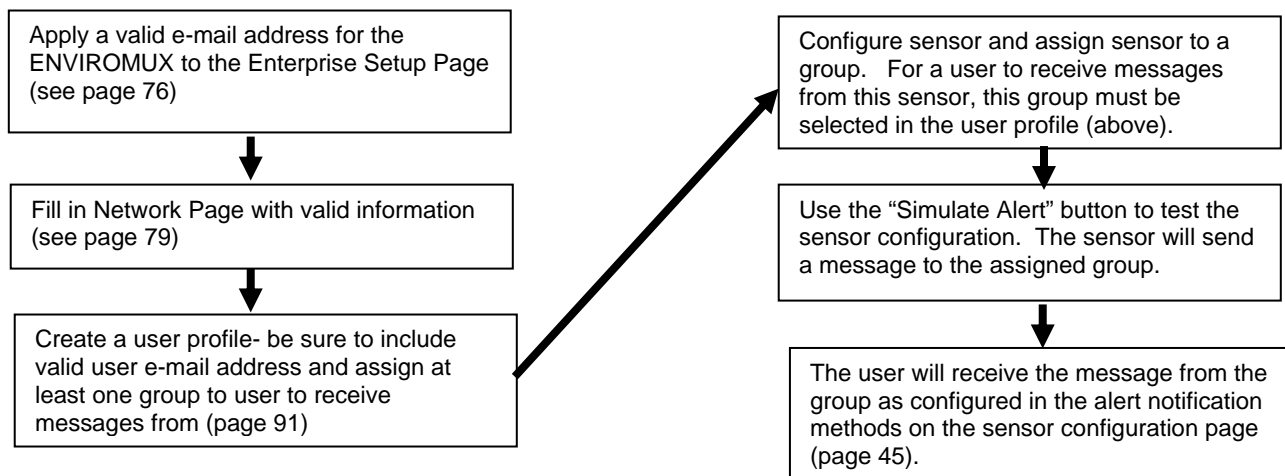 Apply a valid e-mail address for the
ENVIROMUX to the Enterprise Setup Page
(see page 76)
Fill in Network Page with valid information
(see page 79)
Create a user profile- be sure to include
valid user e-mail address and assign at
least one group to user to receive
messages from (page 91)
Configure sensor and assign sensor to a
group.   For a user to receive messages
from this sensor, this group must be
selected in the user profile (above).
Use the “Simulate Alert” button to test the
sensor configuration.  The sensor will send
a message to the assigned group.
The user will receive the message from the
group as configured in the alert notification
methods on the sensor configuration page
(page 45).